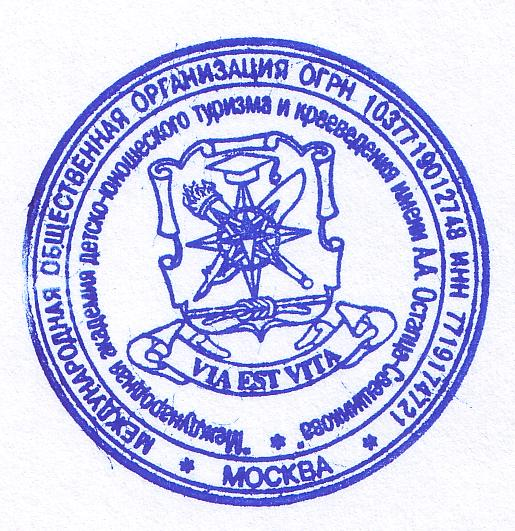 МЕЖДУНАРОДНАЯ ОБЩЕСТВЕННАЯ ОРГАНИЗАЦИЯ ОГРН 1037719012748 ИНН 7719174721
* МОСКВА *
"Международная академия детско-юношеского туризма и краеведения имени А.А. Остапца-Свешникова" *
VIA EST VITA